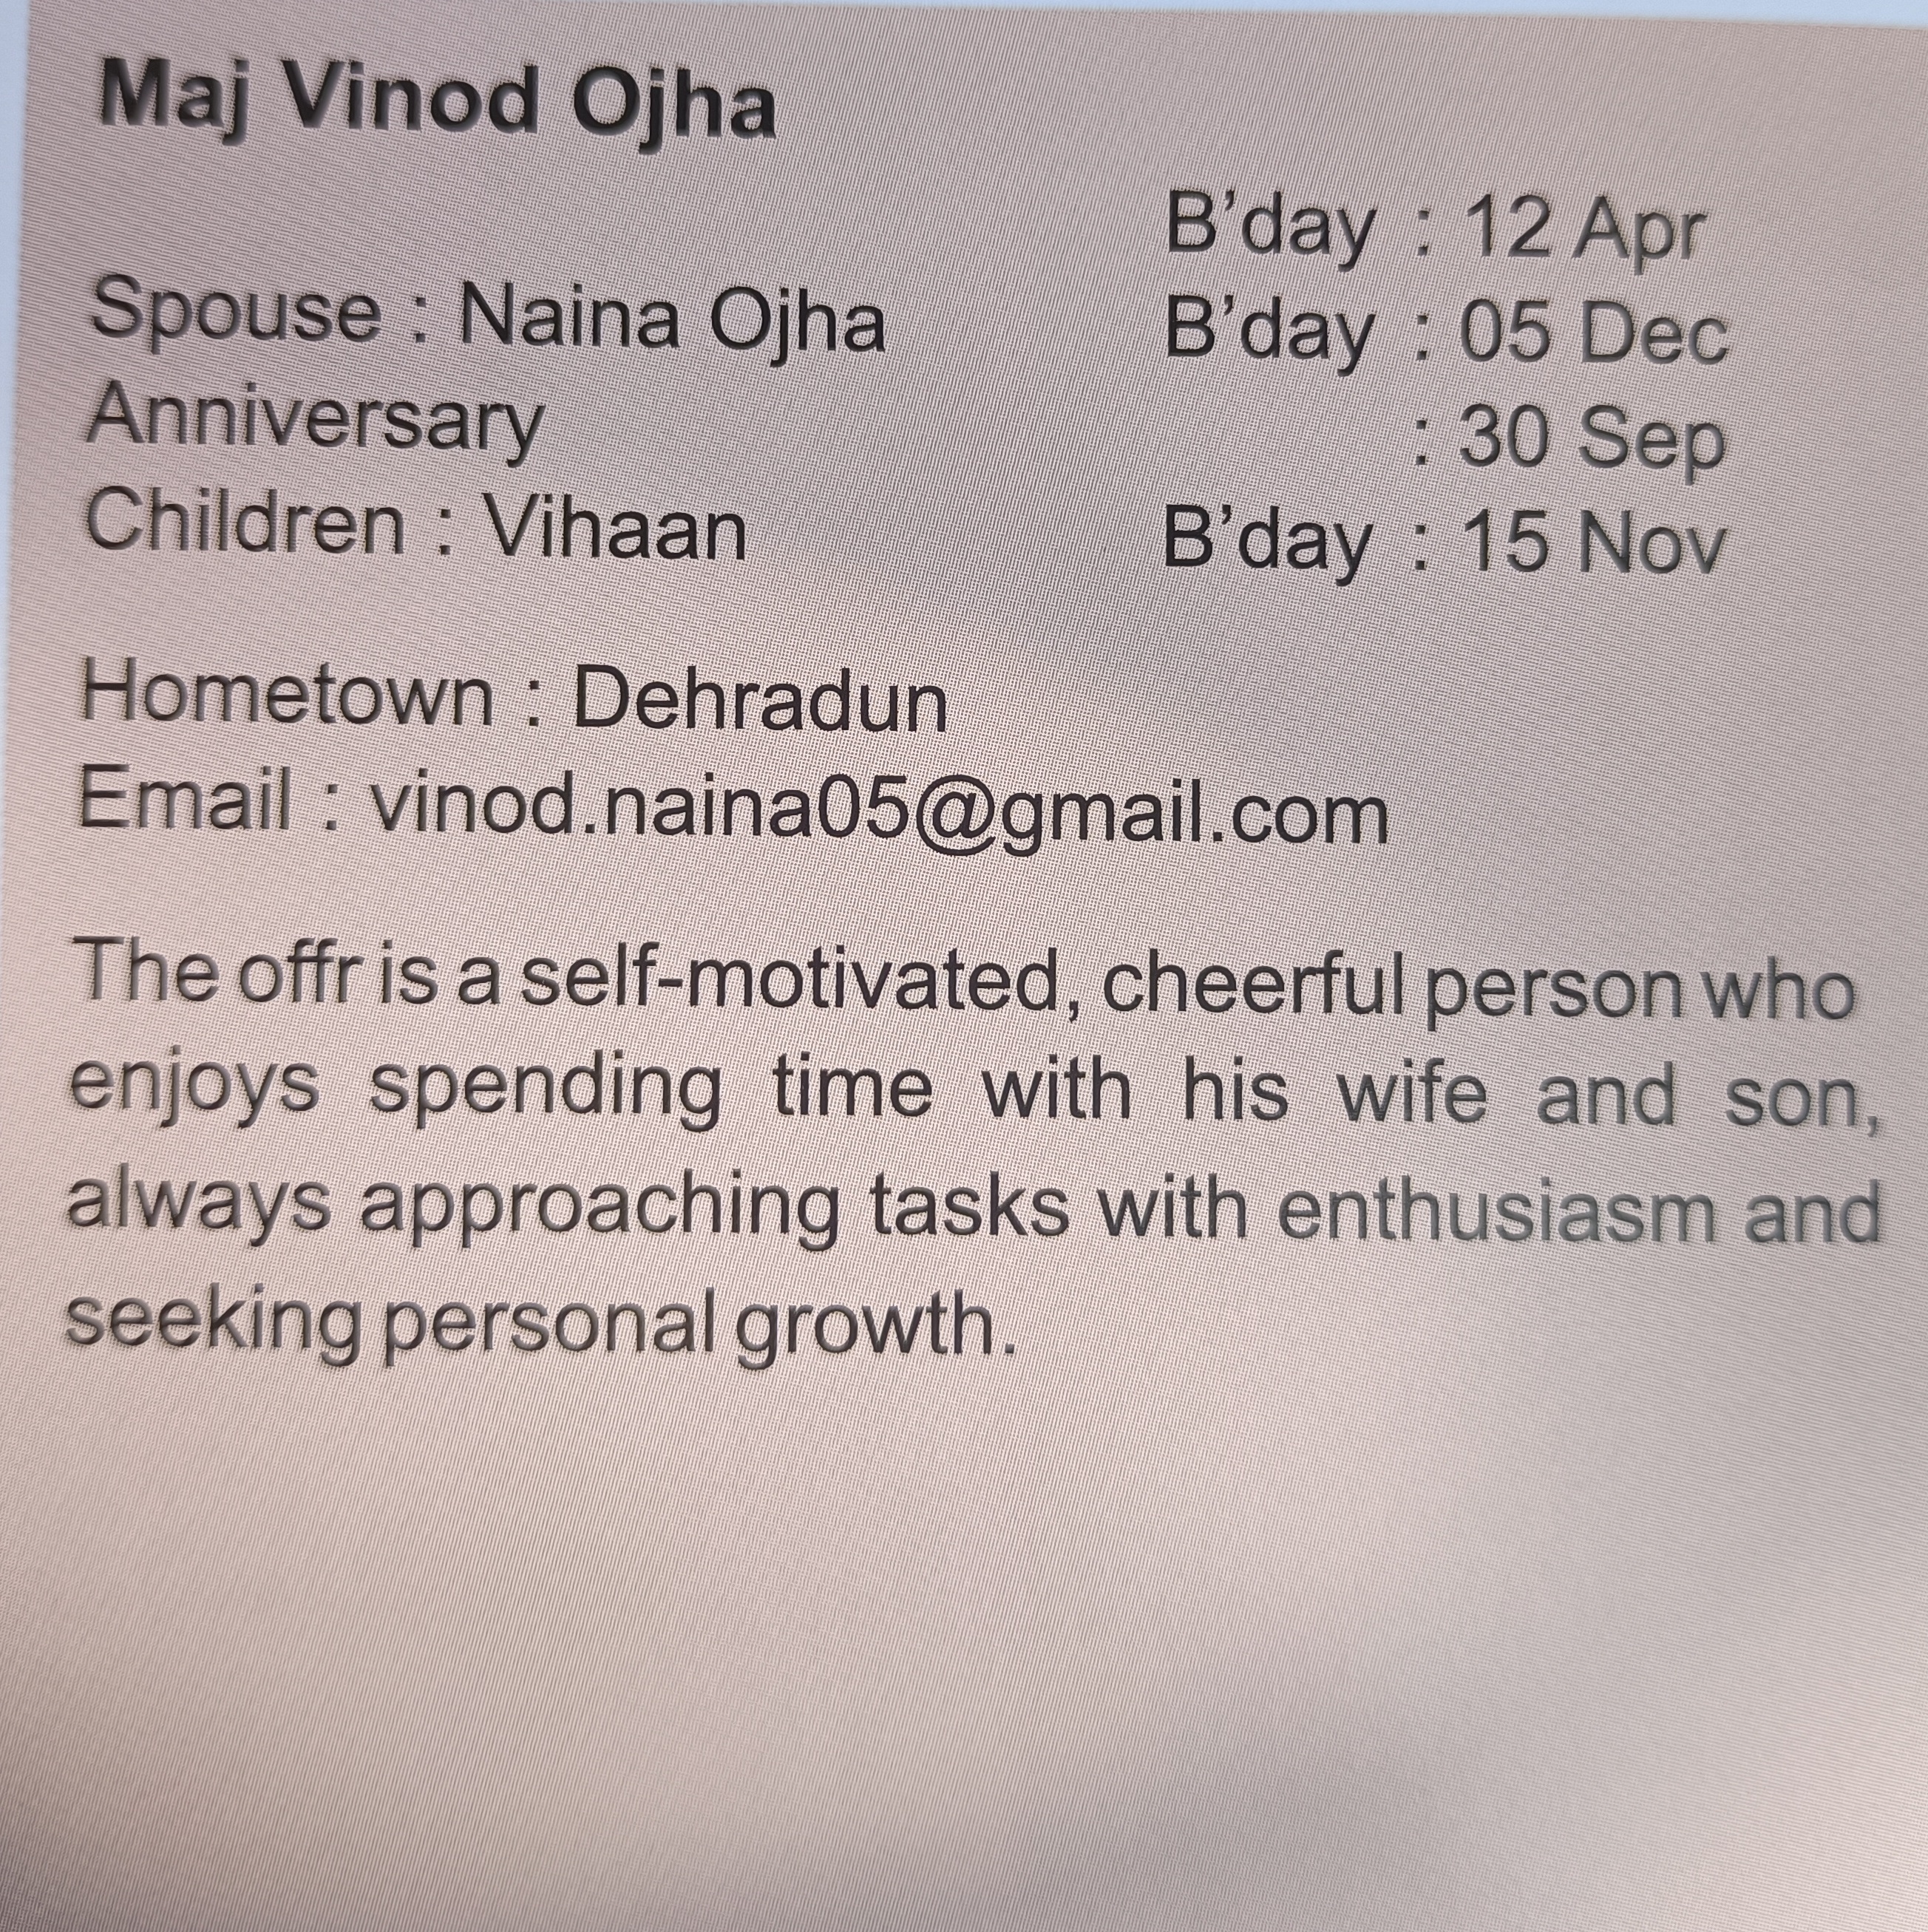 Maj Vinod Ojha
B’day : 12 Apr
Spouse : Naina Ojha B’day : 05 Dec
Anniversary : 30 Sep
Children : Vihaan B’day : 15 Nov
Hometown : Dehradun
Email : vinod.naina05@gmail.com
The offr is a self-motivated, cheerful person who
enjoys spending time with his wife and son,
always approaching tasks with enthusiasm and
seeking personal growth.